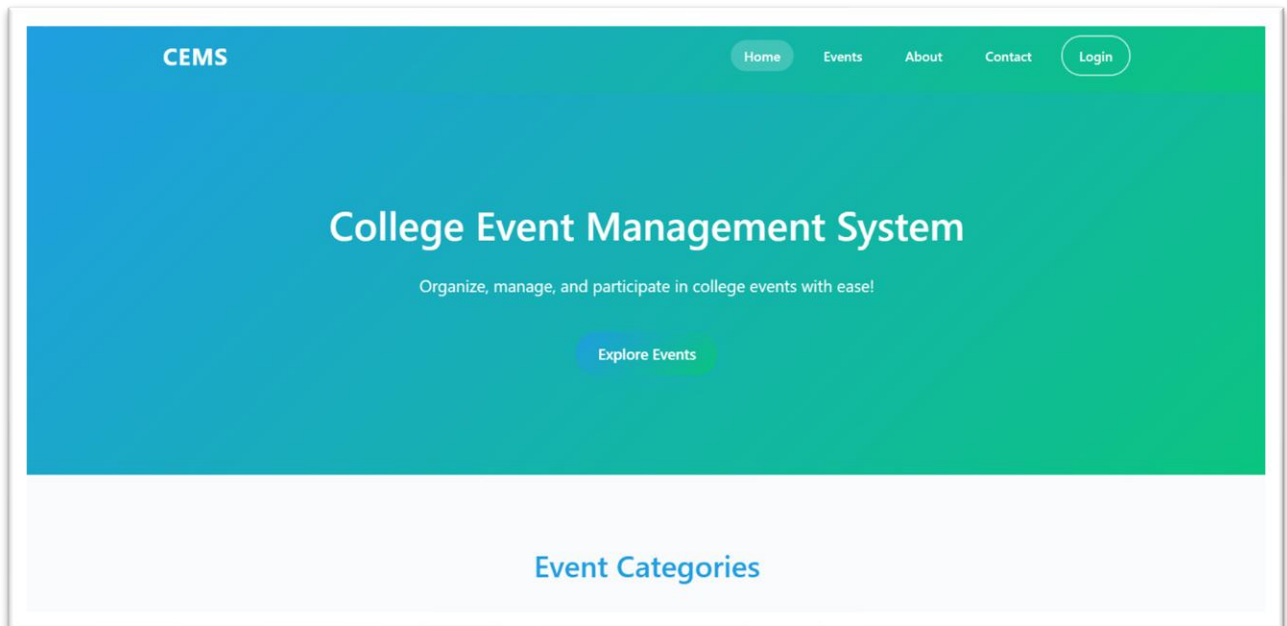 CEMS
Home Events About Contact Login
College Event Management System
Organize, manage, and participate in college events with ease!
Explore Events
Event Categories